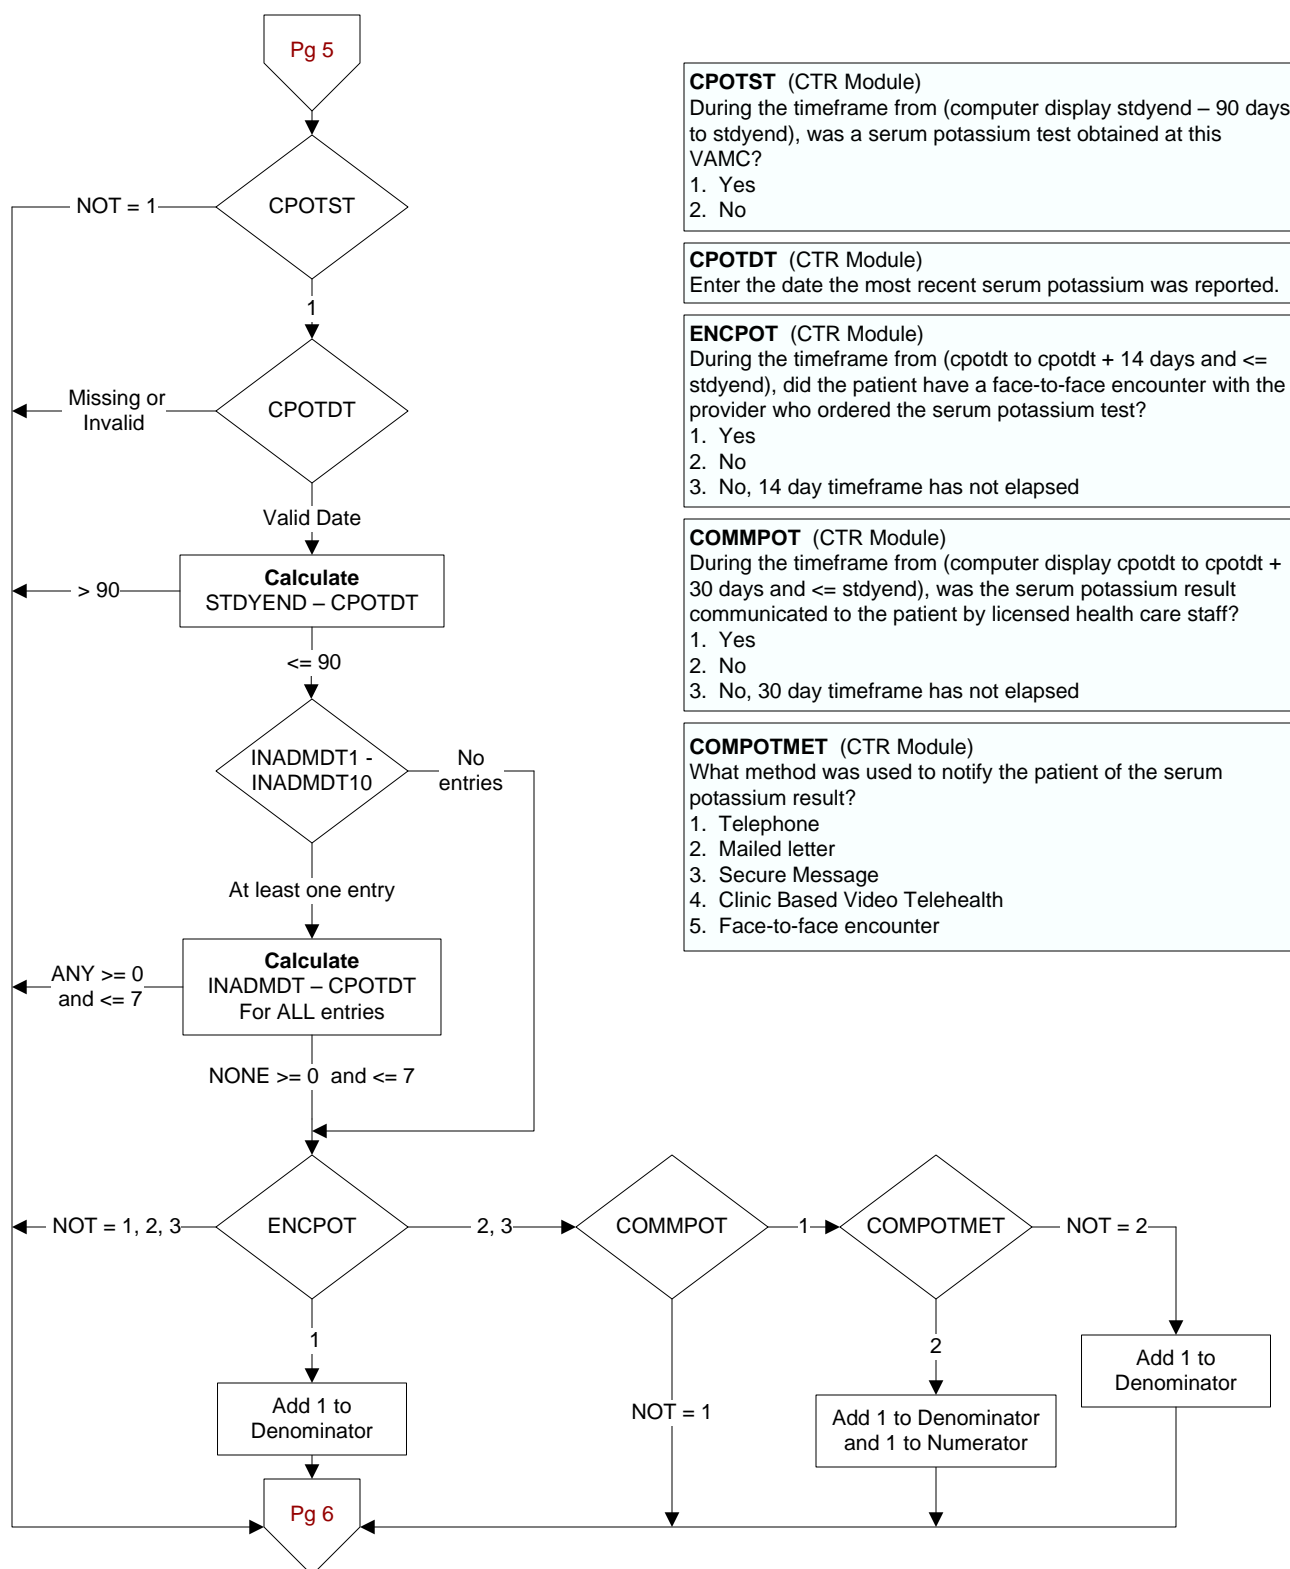 Pg 5
CPOTST
NOT = 1
1
CPOTDT
Missing or
Invalid
Valid Date
Calculate
STDYEND – CPOTDT
> 90
<= 90
INADMDT1 -
INADMDT10
No
entries
At least one entry
Calculate
INADMDT – CPOTDT
For ALL entries
ANY >= 0
and <= 7
NONE >= 0 and <= 7
ENCPOT
NOT = 1, 2, 3
2, 3
COMMPOT
1
COMPOTMET
NOT = 2
1
NOT = 1
2
Add 1 to
Denominator
Add 1 to Denominator
and 1 to Numerator
Add 1 to
Denominator
Pg 6
CPOTST (CTR Module)
During the timeframe from (computer display stdyend – 90 days
to stdyend), was a serum potassium test obtained at this
VAMC?
1. Yes
2. No
CPOTDT (CTR Module)
Enter the date the most recent serum potassium was reported.
ENCPOT (CTR Module)
During the timeframe from (cpotdt to cpotdt + 14 days and <=
stdyend), did the patient have a face-to-face encounter with the
provider who ordered the serum potassium test?
1. Yes
2. No
3. No, 14 day timeframe has not elapsed
COMMPOT (CTR Module)
During the timeframe from (computer display cpotdt to cpotdt +
30 days and <= stdyend), was the serum potassium result
communicated to the patient by licensed health care staff?
1. Yes
2. No
3. No, 30 day timeframe has not elapsed
COMPOTMET (CTR Module)
What method was used to notify the patient of the serum
potassium result?
1. Telephone
2. Mailed letter
3. Secure Message
4. Clinic Based Video Telehealth
5. Face-to-face encounter